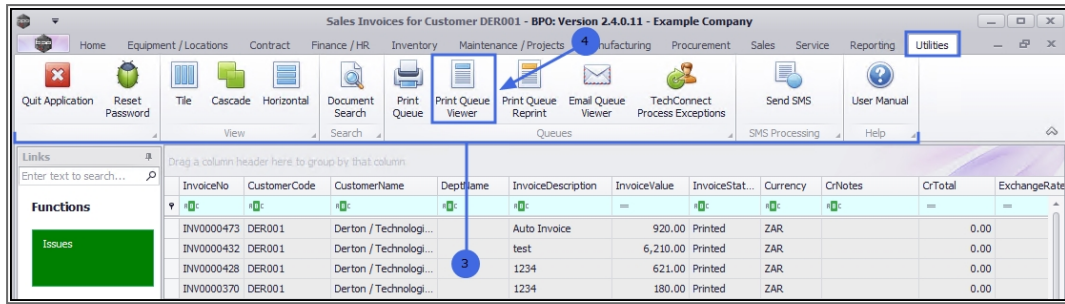 Sales Invoices for Customer DER001 - BPO: Version 2.4.0.11 - Example Company
Home Equipment / Locations Contract Finance / HR Inventory Maintenance / Projects 4 nufacturing Procurement Sales Service Reporting Utilities
Quit Application Reset Password Tile Cascade Horizontal Document Search Print Queue Print Queue Viewer Print Queue Reprint Email Queue Viewer TechConnect Process Exceptions Send SMS User Manual
View Search Queues SMS Processing Help
Links
Drag a column header here to group by that column
Enter text to search...
InvoiceNo CustomerCode CustomerName DeptName InvoiceDescription InvoiceValue InvoiceStat... Currency CrNotes CrTotal ExchangeRate
Functions
Issues
INV0000473 DER001 Derton / Technologi... Auto Invoice 920.00 Printed ZAR 0.00
INV0000432 DER001 Derton / Technologi... test 6,210.00 Printed ZAR 0.00
3
INV0000428 DER001 Derton / Technologi... 1234 621.00 Printed ZAR 0.00
INV0000370 DER001 Derton / Technologi... 1234 180.00 Printed ZAR 0.00